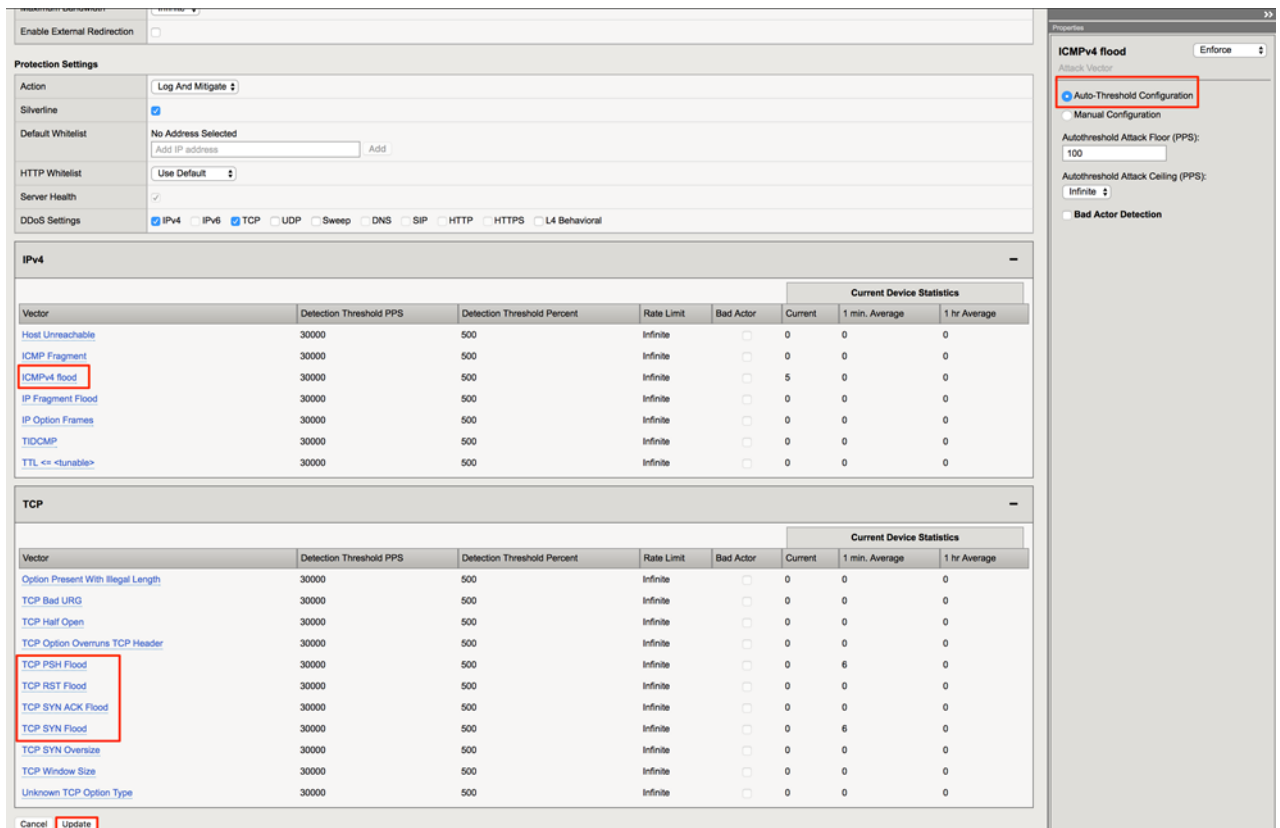 Maximum Bandwidth Infinite
Enable External Redirection
Protection Settings
Action Log And Mitigate
Silverline
Default Whitelist No Address Selected
Add IP address Add
HTTP Whitelist Use Default
Server Health
DDoS Settings IPv4 IPv6 TCP UDP Sweep DNS SIP HTTP HTTPS L4 Behavioral
IPv4 −
Current Device Statistics
Vector Detection Threshold PPS Detection Threshold Percent Rate Limit Bad Actor Current 1 min. Average 1 hr Average
Host Unreachable 30000 500 Infinite 0 0 0
ICMP Fragment 30000 500 Infinite 0 0 0
ICMPv4 flood 30000 500 Infinite 5 0 0
IP Fragment Flood 30000 500 Infinite 0 0 0
IP Option Frames 30000 500 Infinite 0 0 0
TIDCMP 30000 500 Infinite 0 0 0
TTL <= <tunable> 30000 500 Infinite 0 0 0
TCP −
Current Device Statistics
Vector Detection Threshold PPS Detection Threshold Percent Rate Limit Bad Actor Current 1 min. Average 1 hr Average
Option Present With Illegal Length 30000 500 Infinite 0 0 0
TCP Bad URG 30000 500 Infinite 0 0 0
TCP Half Open 30000 500 Infinite 0 0 0
TCP Option Overruns TCP Header 30000 500 Infinite 0 0 0
TCP PSH Flood 30000 500 Infinite 0 6 0
TCP RST Flood 30000 500 Infinite 0 0 0
TCP SYN ACK Flood 30000 500 Infinite 0 0 0
TCP SYN Flood 30000 500 Infinite 0 6 0
TCP SYN Oversize 30000 500 Infinite 0 0 0
TCP Window Size 30000 500 Infinite 0 0 0
Unknown TCP Option Type 30000 500 Infinite 0 0 0
Cancel Update
»
Properties
ICMPv4 flood Enforce
Attack Vector
Auto-Threshold Configuration
Manual Configuration
Autothreshold Attack Floor (PPS):
100
Autothreshold Attack Ceiling (PPS):
Infinite
Bad Actor Detection